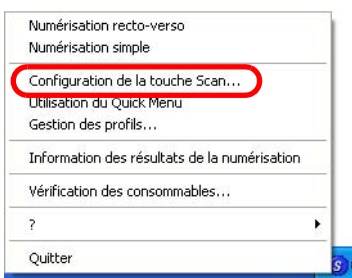 Numérisation recto-verso
Numérisation simple
Configuration de la touche Scan...
Utilisation du Quick Menu
Gestion des profils...
Information des résultats de la numérisation
Vérification des consommables...
?
Quitter
S